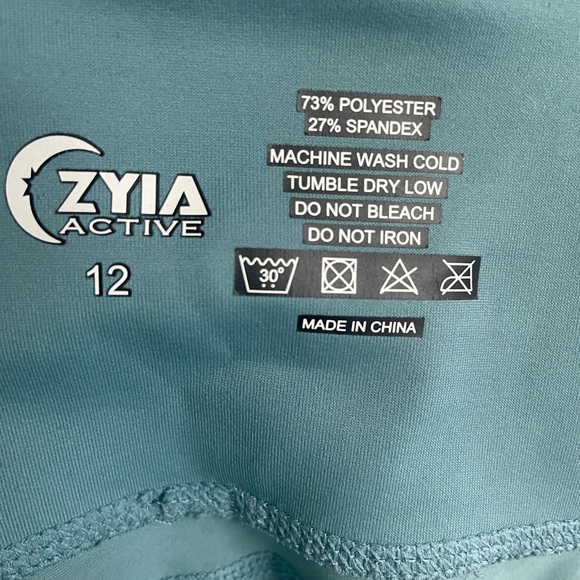 ZYIA
ACTIVE
12
73% POLYESTER
27% SPANDEX
MACHINE WASH COLD
TUMBLE DRY LOW
DO NOT BLEACH
DO NOT IRON
30°
MADE IN CHINA